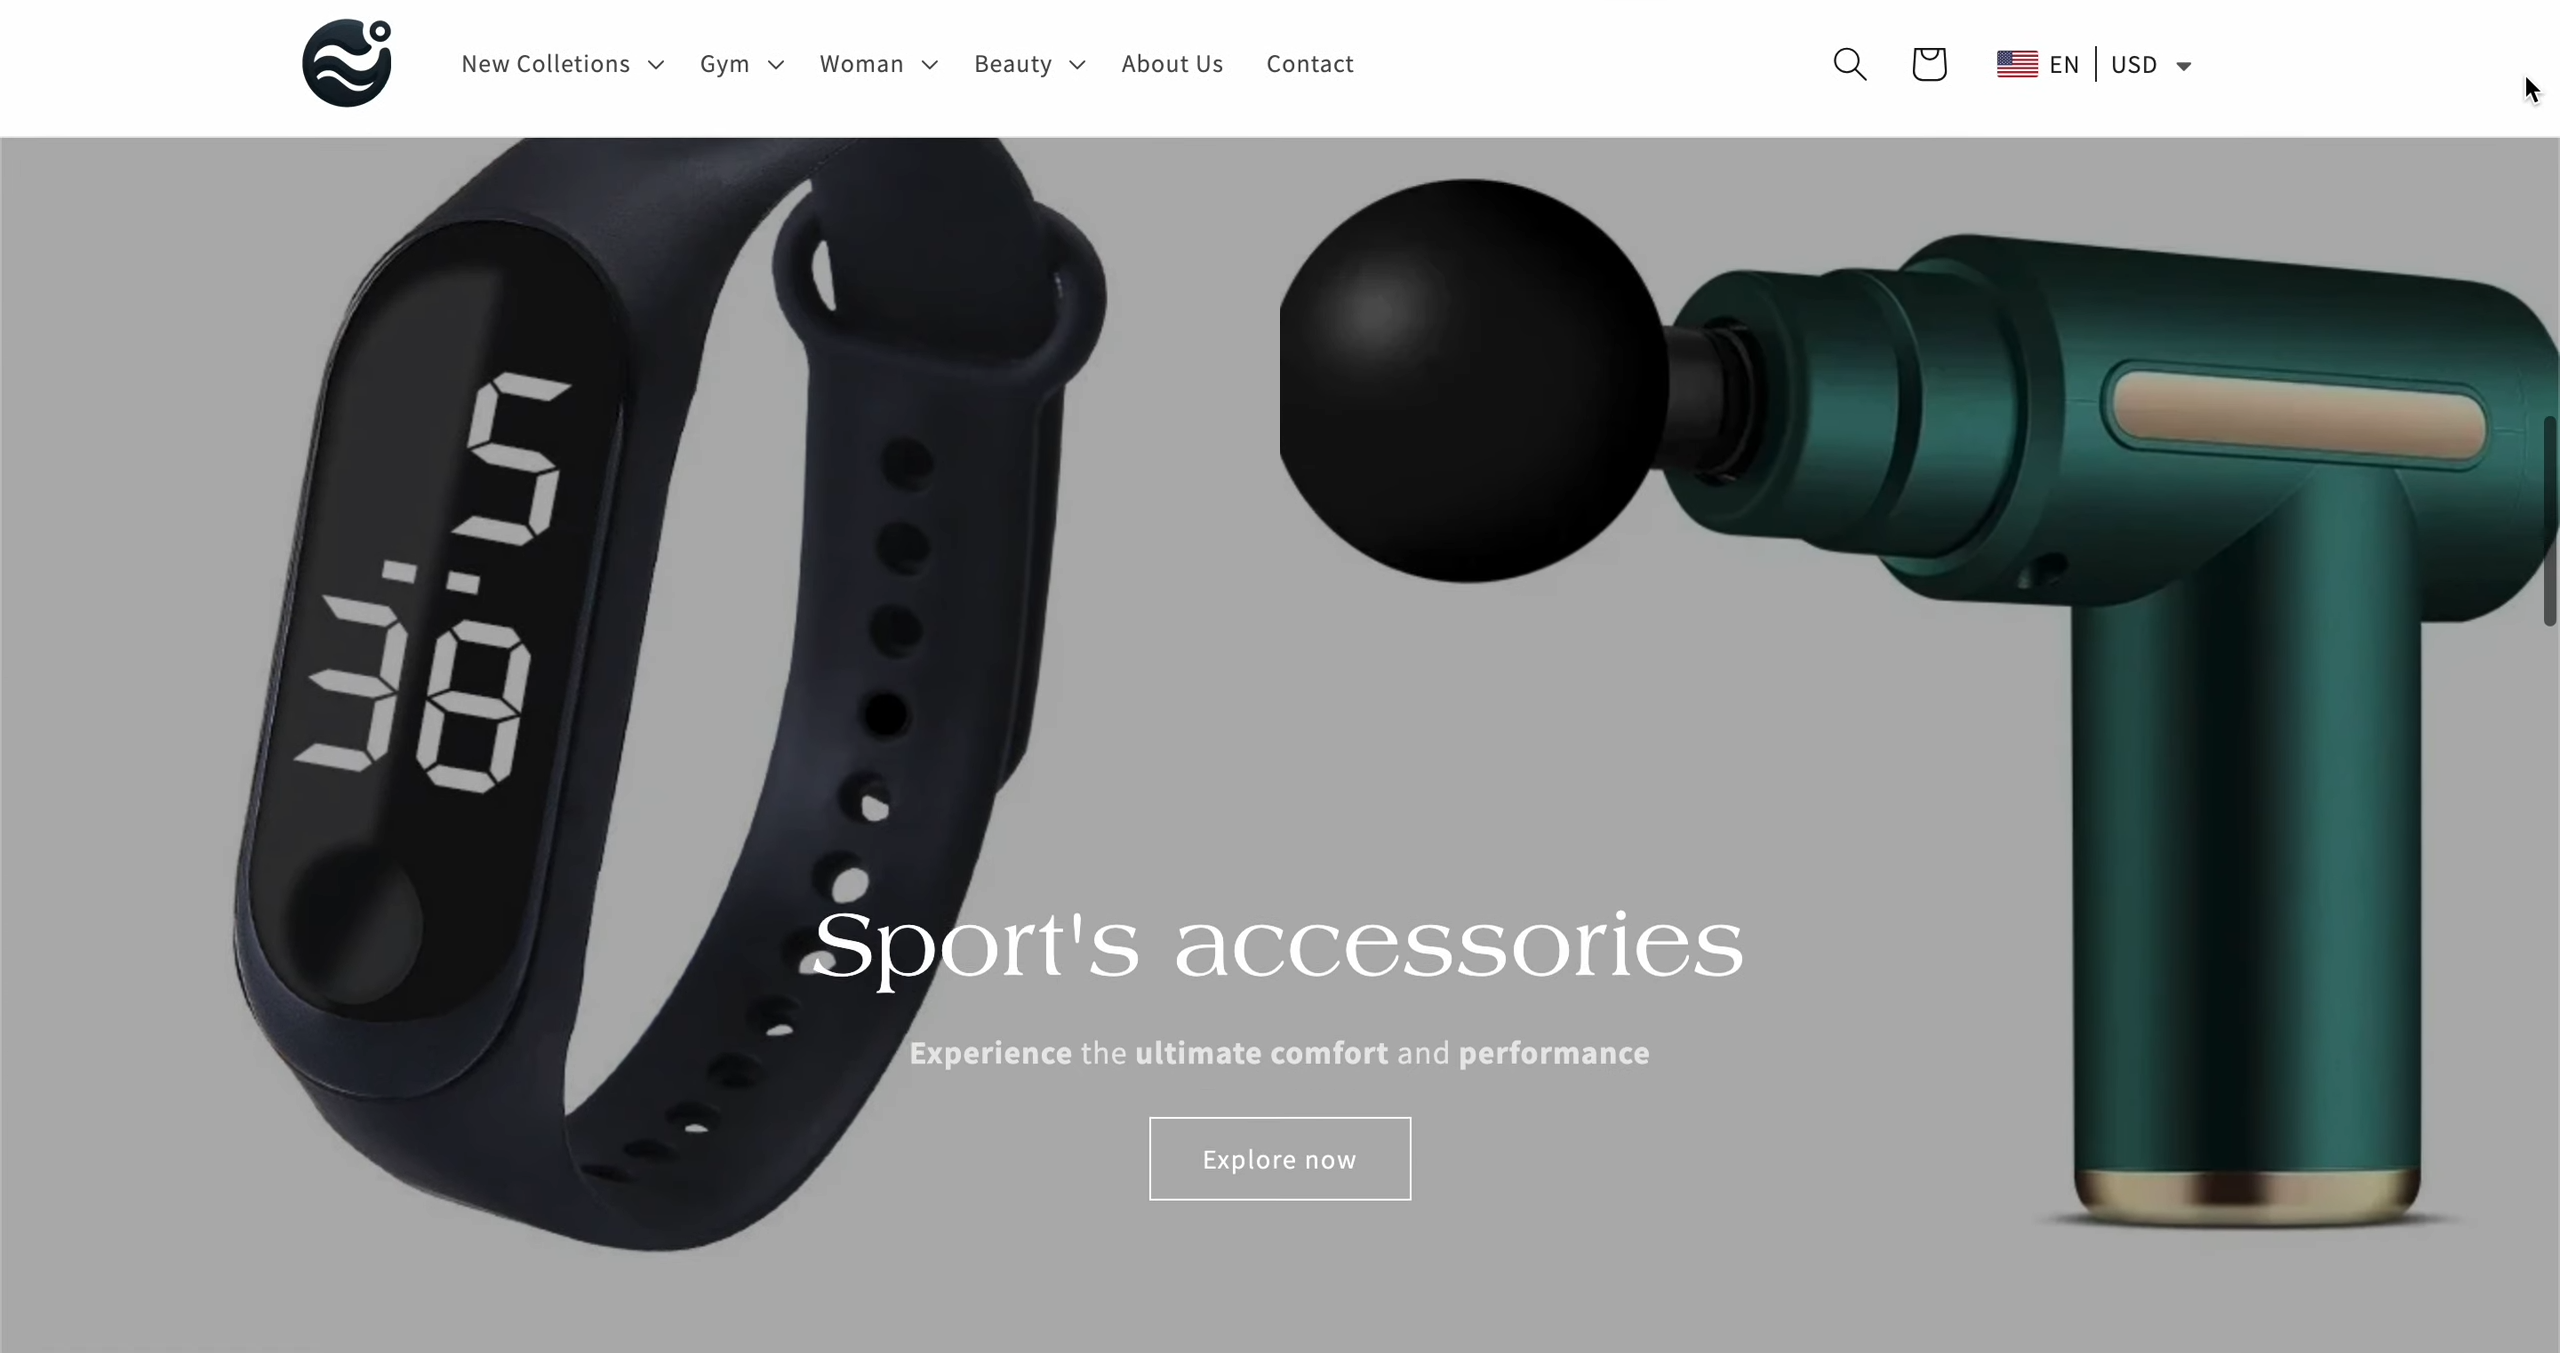 New Colletions
Gym
Woman
Beauty
About Us
Contact
EN | USD
5
30
Sport's accessories
Experience the ultimate comfort and performance
Explore now